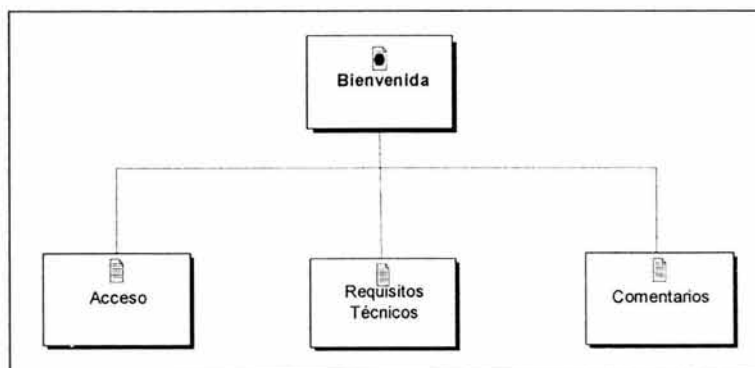 Bienvenida
Acceso
Requisitos
Técnicos
Comentarios